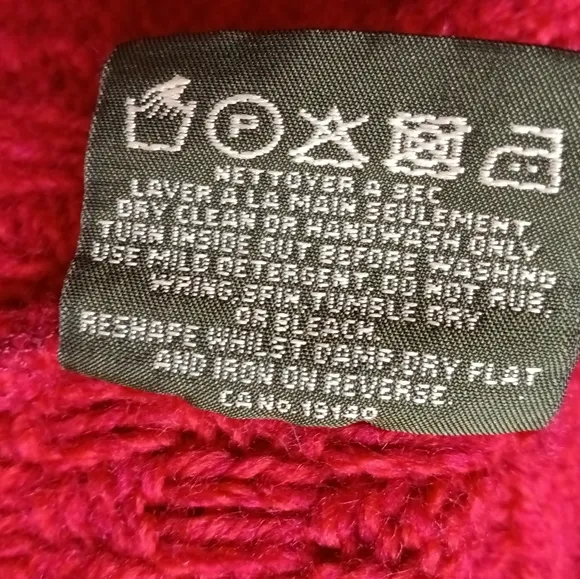 P
NETTOYER A SEC
LAVER A LA MAIN SEULEMENT
DRY CLEAN OR HANDWASH ONLY
TURN INSIDE OUT BEFORE WASHING
USE MILD DETERGENT. DO NOT RUB,
WRING, SPIN TUMBLE DRY
OR BLEACH.
RESHAPE WHILST DAMP. DRY FLAT
AND IRON ON REVERSE
CA No. 15140